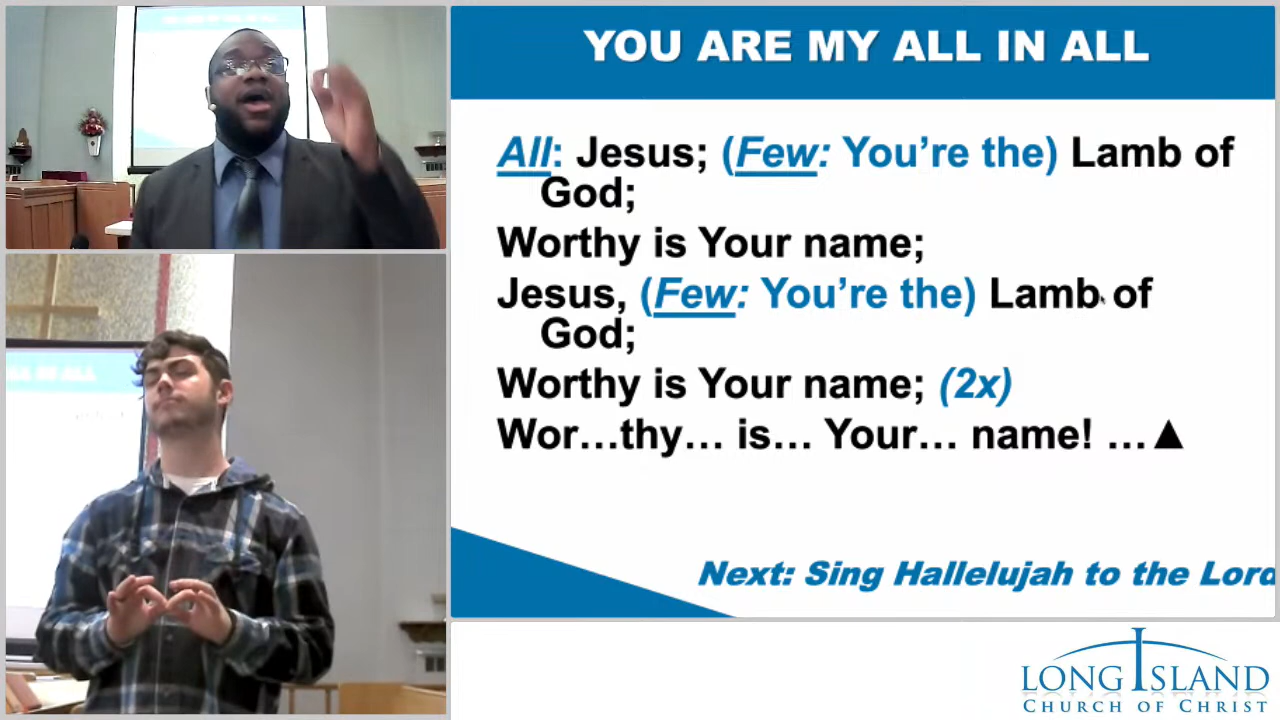 YOU ARE MY ALL IN ALL
All: Jesus; (Few: You're the) Lamb of
God;
Worthy is Your name;
Jesus, (Few: You're the) Lamb of
God;
Worthy is Your name; (2x)
Wor...thy... is... Your... name! ...▲
Next: Sing Hallelujah to the Lord
LONG ISLAND
CHURCH OF CHRIST